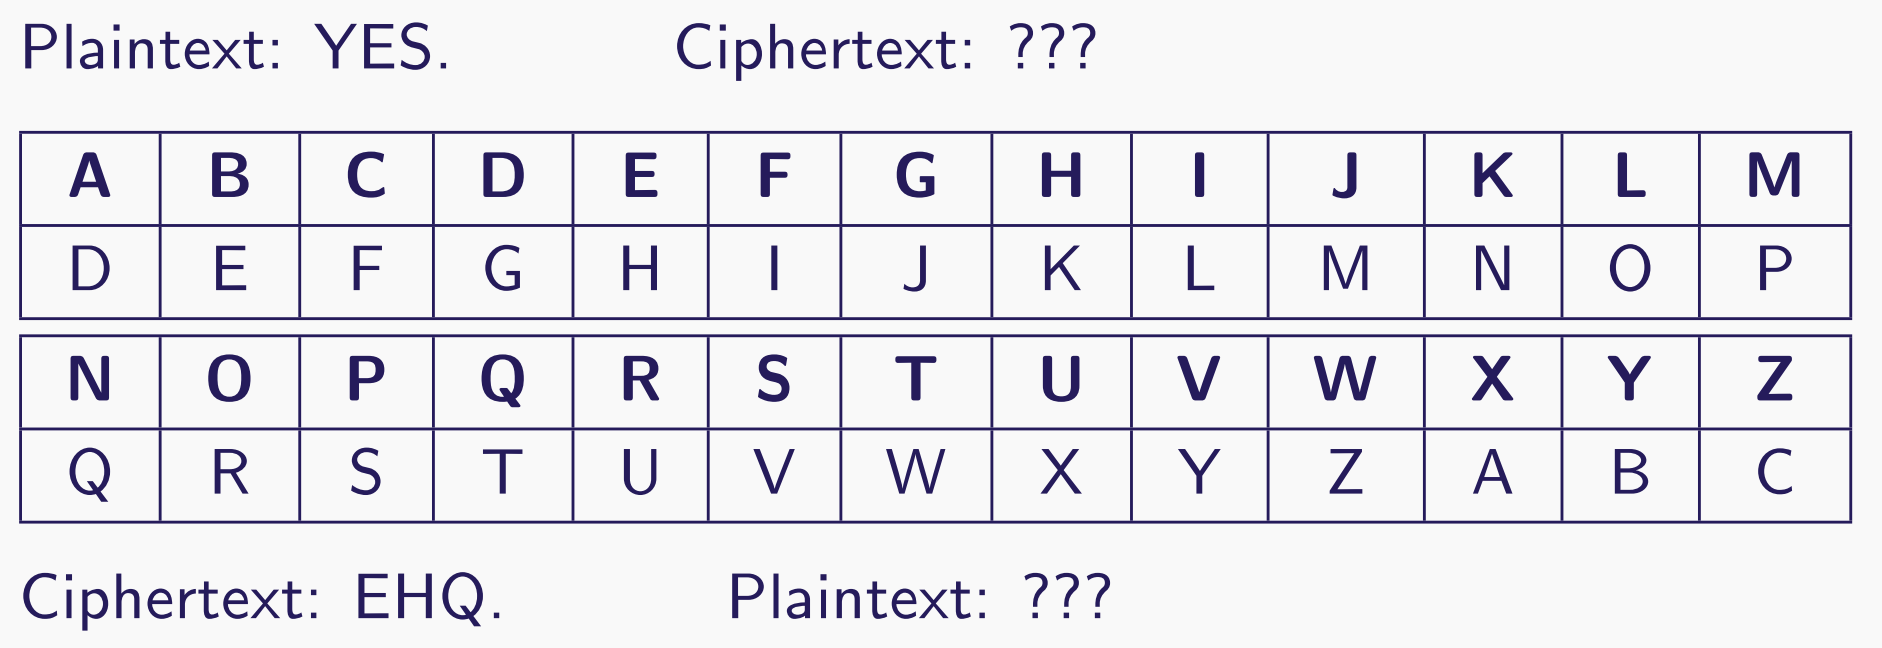 Plaintext: YES. Ciphertext: ???
A B C D E F G H I J K L M
D E F G H I J K L M N O P
N O P Q R S T U V W X Y Z
Q R S T U V W X Y Z A B C
Ciphertext: EHQ. Plaintext: ???